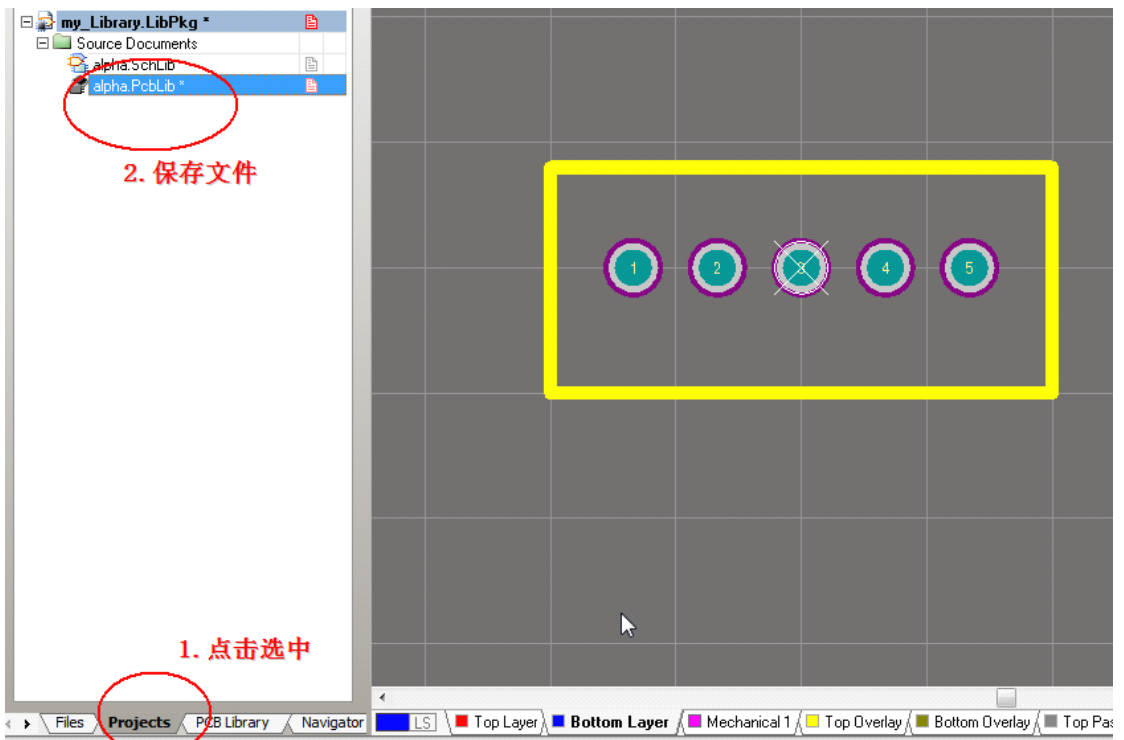 my_Library.LibPkg *
Source Documents
alpha.SchLib
alpha.PcbLib *
2. 保存文件
1 2 3 4 5
1. 点击选中
Files Projects PCB Library Navigator
LS Top Layer Bottom Layer Mechanical 1 Top Overlay Bottom Overlay Top Pas